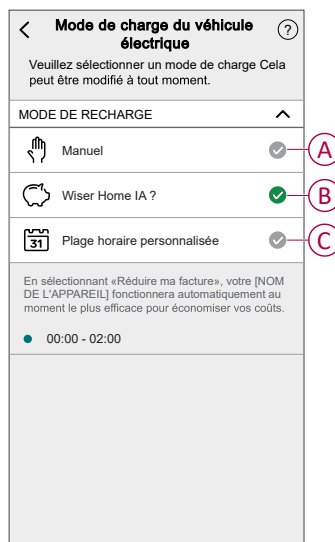 Mode de charge du véhicule
électrique
?
Veuillez sélectionner un mode de charge Cela
peut être modifié à tout moment.
MODE DE RECHARGE
Manuel
A
Wiser Home IA ?
B
31
Plage horaire personnalisée
C
En sélectionnant «Réduire ma facture», votre [NOM
DE L'APPAREIL] fonctionnera automatiquement au
moment le plus efficace pour économiser vos coûts.
00:00 - 02:00